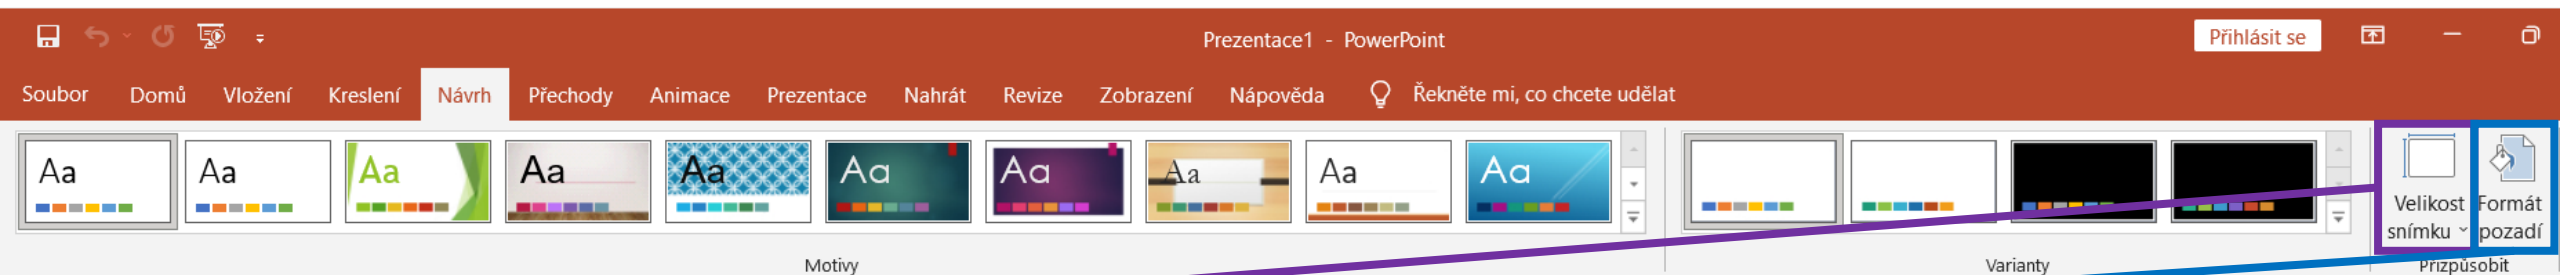 Prezentace1 - PowerPoint
Přihlásit se
Soubor Domů Vložení Kreslení Návrh Přechody Animace Prezentace Nahrát Revize Zobrazení Nápověda Řekněte mi, co chcete udělat
Aa Aa Aa Aa Aa Aa Aa Aa Aa Aa
Velikost snímku
Formát pozadí
Motivy
Varianty
Přizpůsobit